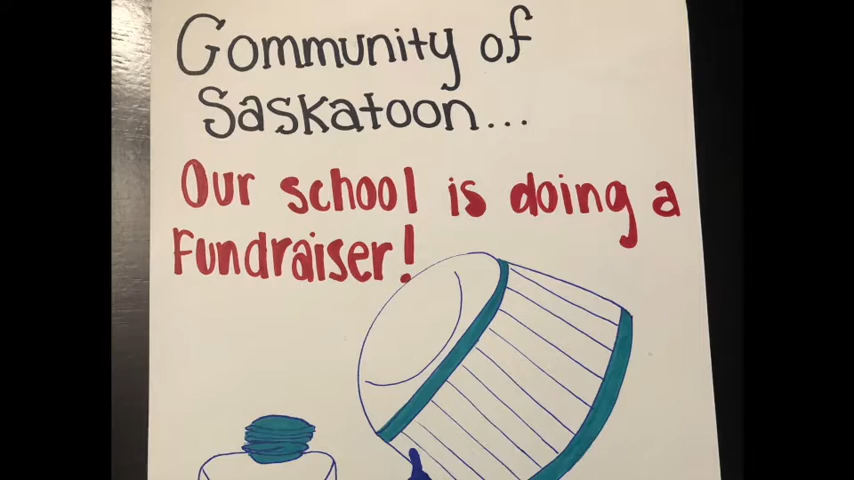 Community of
Saskatoon...
Our school is doing a
Fundraiser!